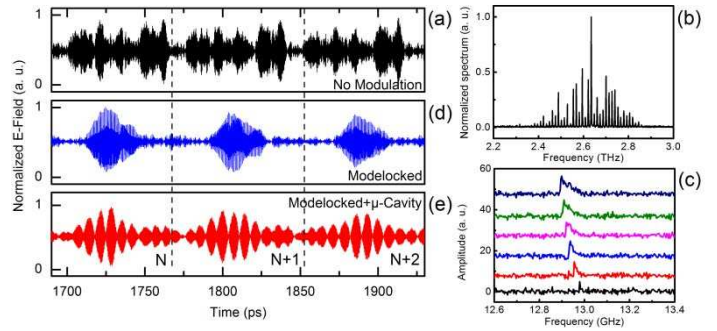 (a)
No Modulation
(d)
Modelocked
Modelocked+μ-Cavity
(e)
N
N+1
N+2
Normalized E-Field (a. u.)
1
0
1
0
1
0
1700 1750 1800 1850 1900
Time (ps)
(b)
Normalized spectrum (a. u.)
1.0
0.5
0.0
2.2 2.4 2.6 2.8 3.0
Frequency (THz)
(c)
Amplitude (a. u.)
60
40
20
0
12.6 12.8 13.0 13.2 13.4
Frequency (GHz)